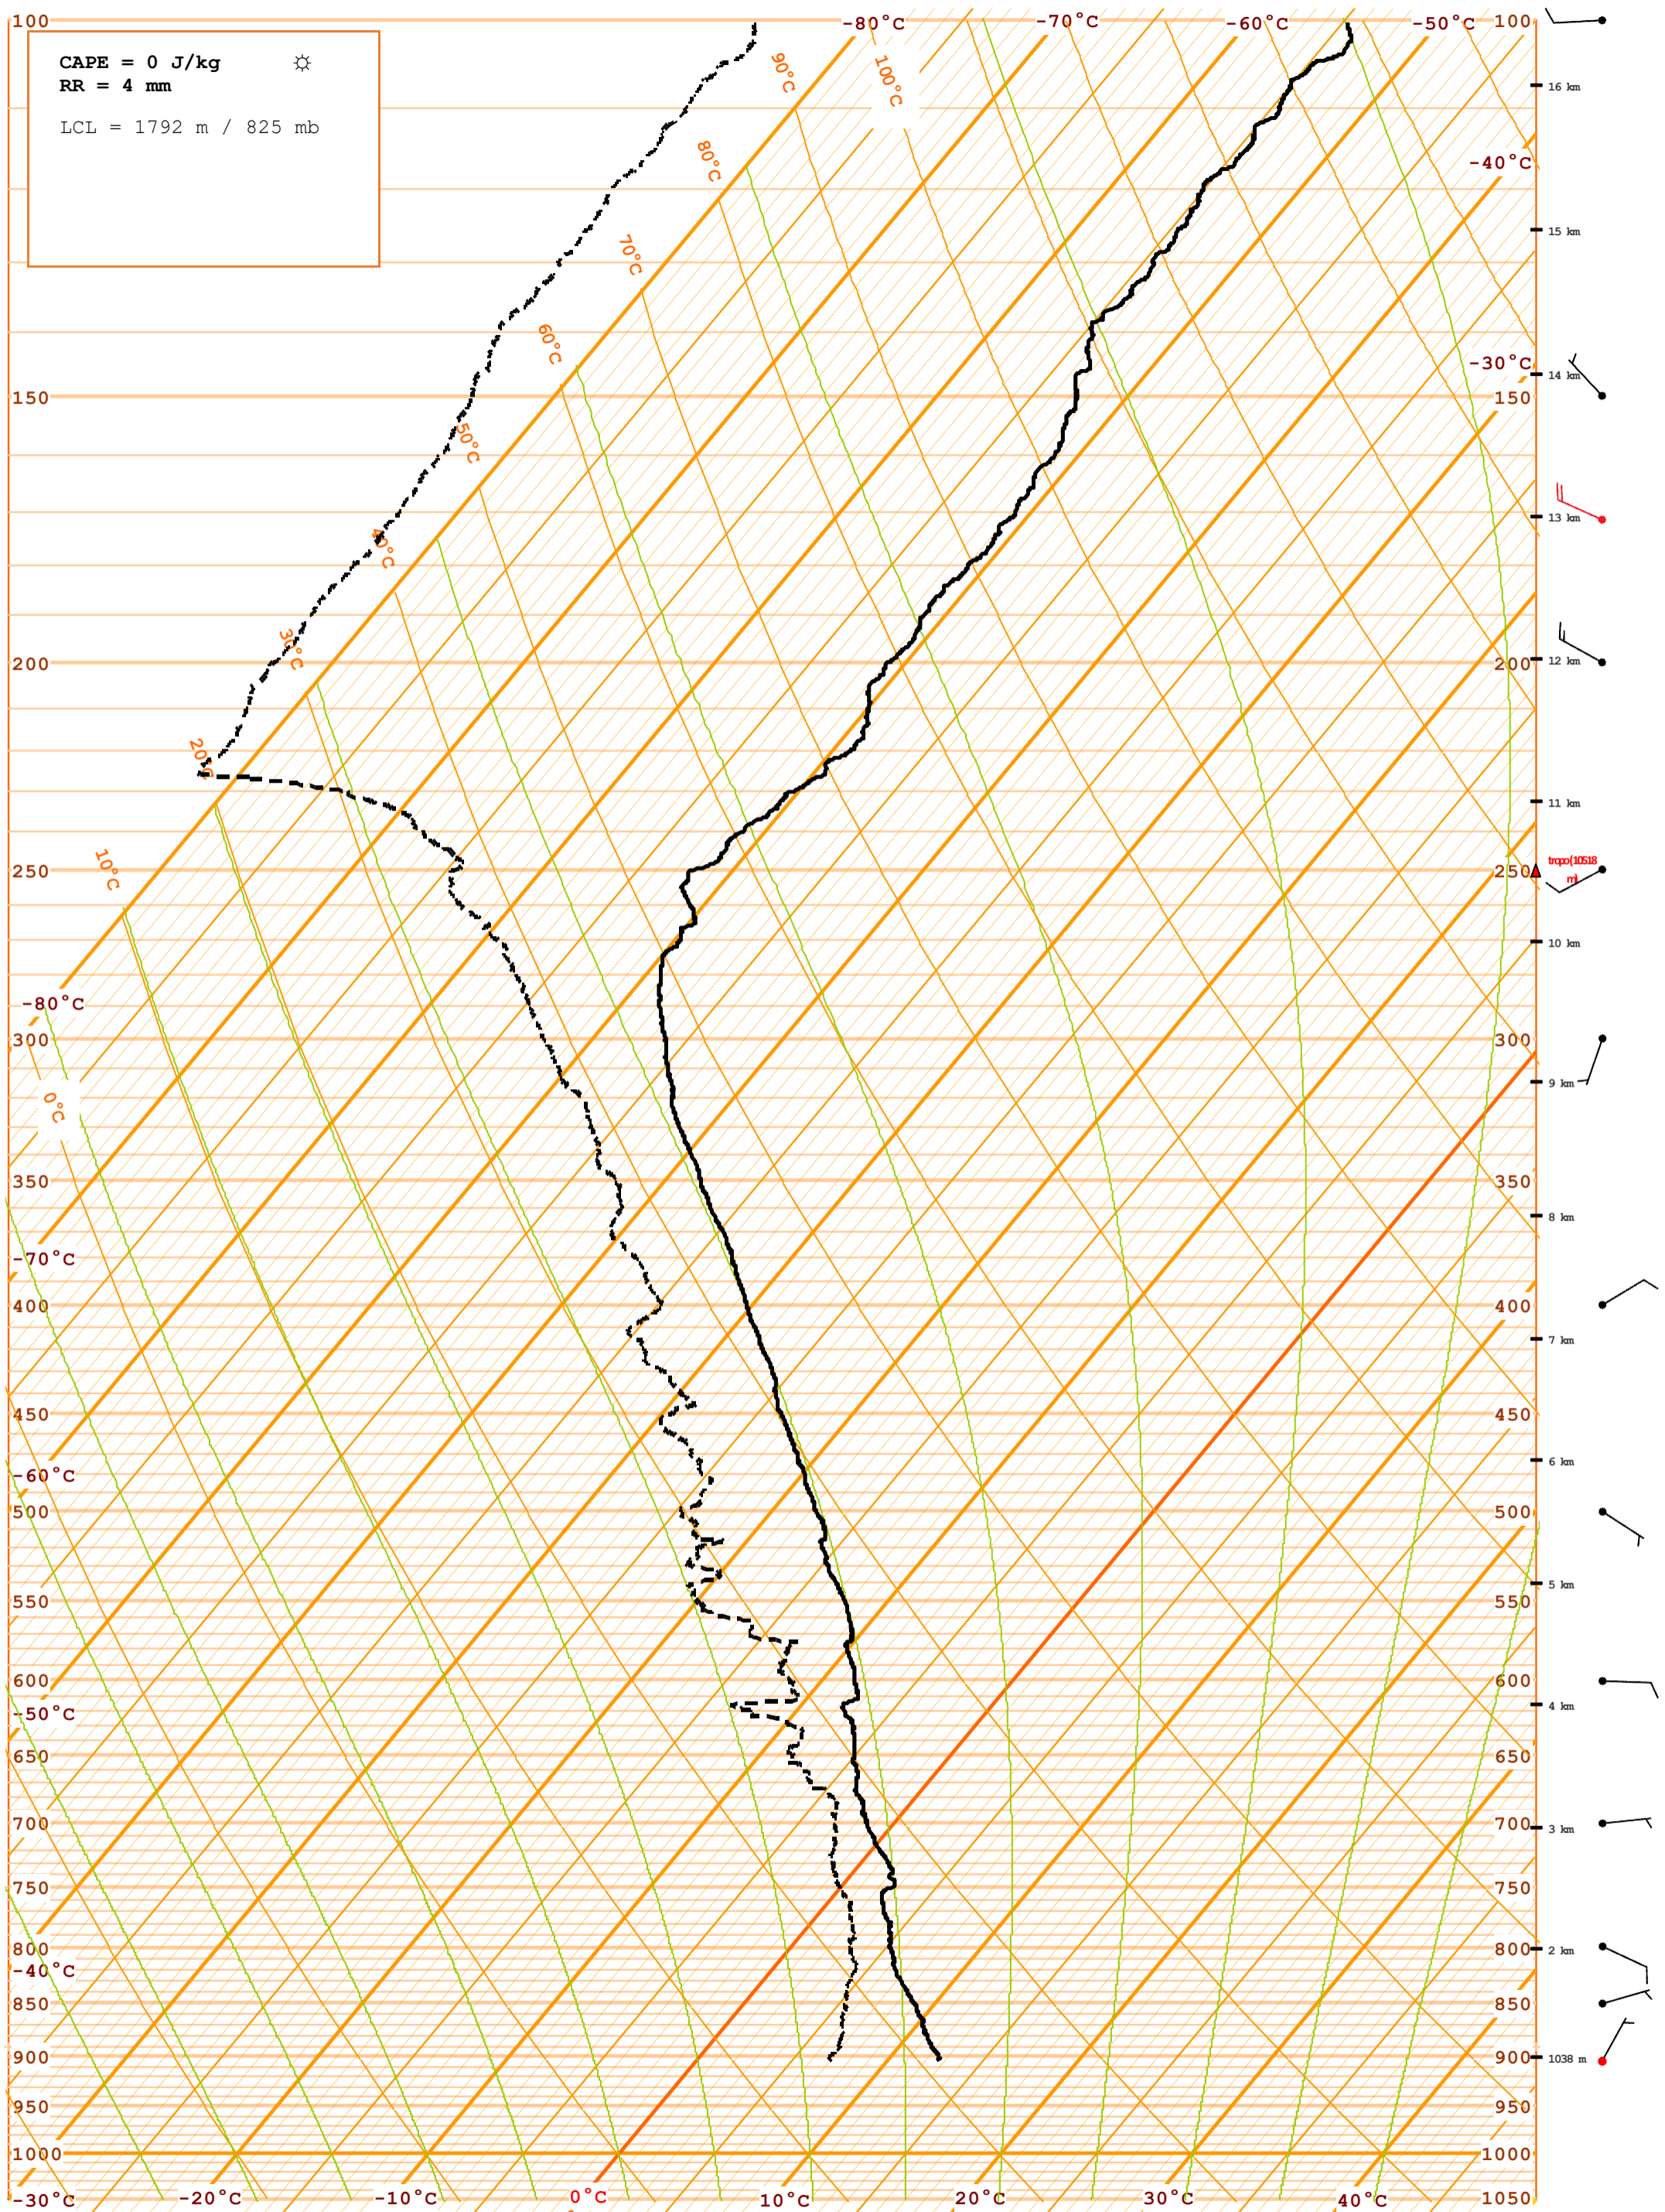 100 -80°C -70°C -60°C -50°C 100
CAPE = 0 J/kg
RR = 4 mm
LCL = 1792 m / 825 mb
90°C 100°C
16 km
80°C
-40°C
15 km
70°C
60°C
-30°C
14 km
150 150
50°C
13 km
40°C
30°C
200 200
12 km
20°C
11 km
10°C
250 250
tropo(10518
m)
10 km
-80°C
300 300
9 km
0°C
350 350
8 km
-70°C
400 400
7 km
450 450
6 km
-60°C
500 500
5 km
550 550
600 600
4 km
-50°C
650 650
700 700
3 km
750 750
800 800
2 km
-40°C
850 850
900 900
1038 m
950 950
1000 1000
-30°C -20°C -10°C 0°C 10°C 20°C 30°C 40°C 1050